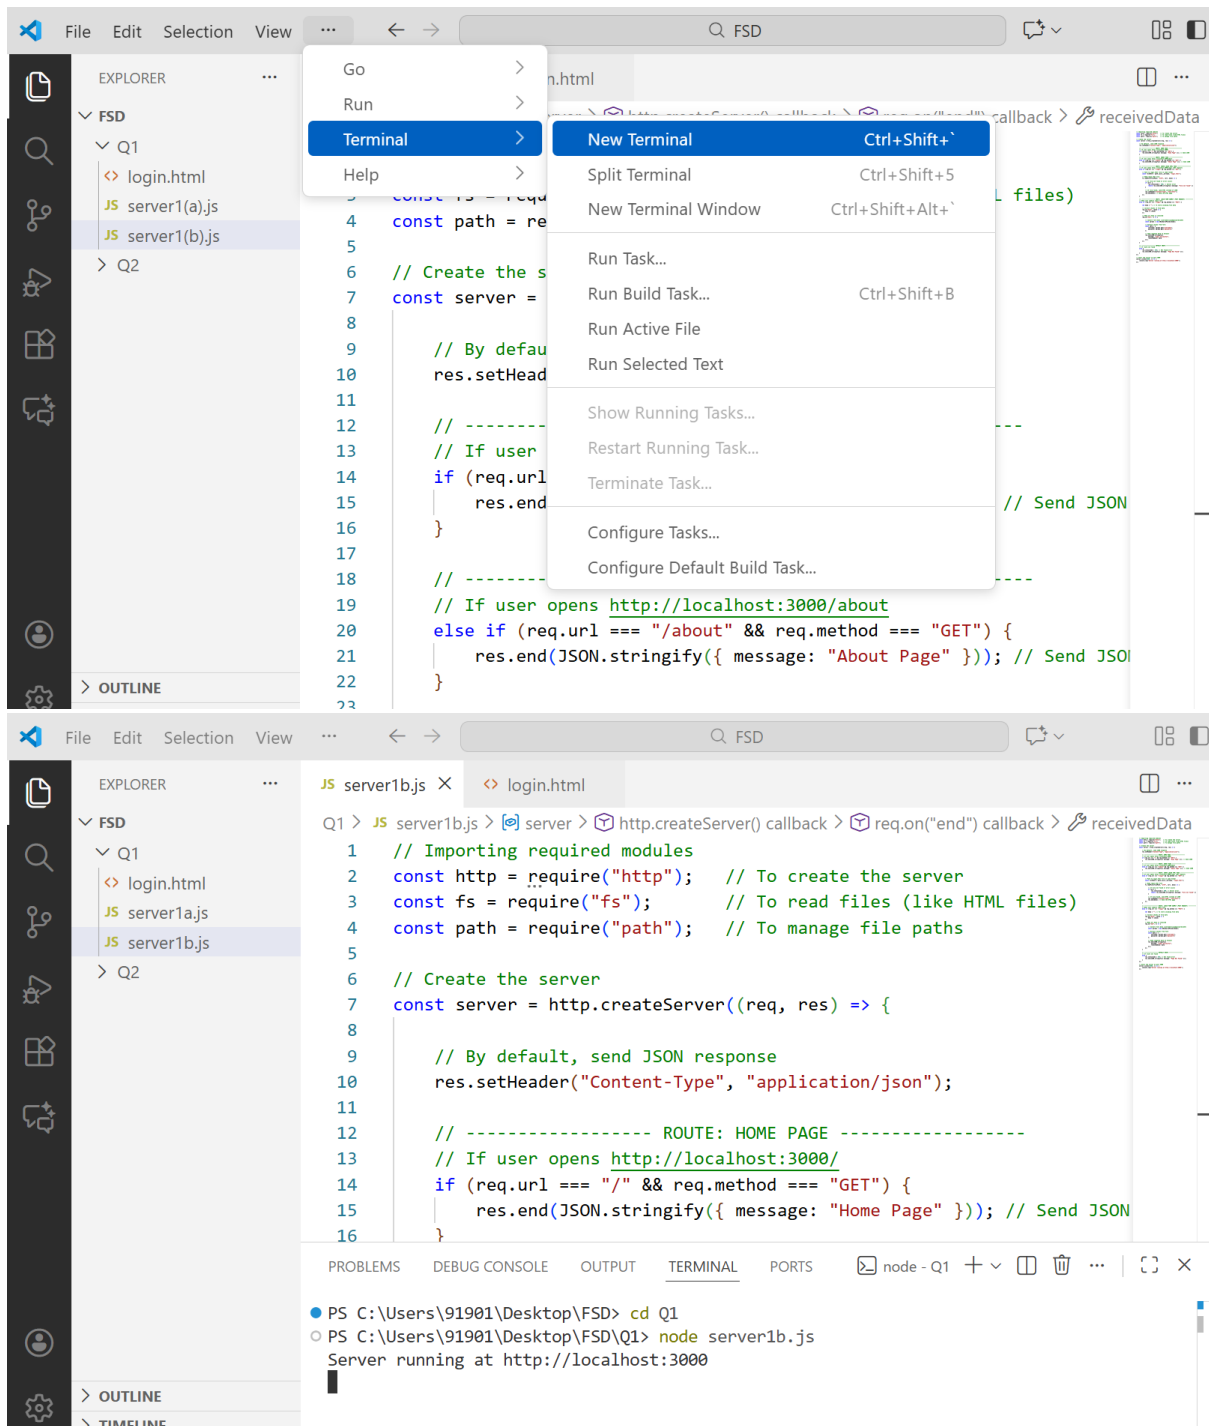 File Edit Selection View ··· FSD
EXPLORER ···
n.html ···
FSD
Q1
login.html
server1(a).js
server1(b).js
Q2
OUTLINE
Go
Run
Terminal
Help
New Terminal Ctrl+Shift+`
Split Terminal Ctrl+Shift+5
New Terminal Window Ctrl+Shift+Alt+`
Run Task...
Run Build Task... Ctrl+Shift+B
Run Active File
Run Selected Text
Show Running Tasks...
Restart Running Task...
Terminate Task...
Configure Tasks...
Configure Default Build Task...
callback > receivedData
L files)
4 const path = re
5
6 // Create the s
7 const server =
8
9 // By defau
10 res.setHead
11
12 // -------- ---
13 // If user
14 if (req.url
15 res.end // Send JSON
16 }
17
18 // -------- ----
19 // If user opens http://localhost:3000/about
20 else if (req.url === "/about" && req.method === "GET") {
21 res.end(JSON.stringify({ message: "About Page" })); // Send JSO
22 }
23
File Edit Selection View ··· FSD
EXPLORER ···
FSD
Q1
login.html
server1a.js
server1b.js
Q2
OUTLINE
TIMELINE
JS server1b.js <> login.html ···
Q1 > JS server1b.js > server > http.createServer() callback > req.on("end") callback > receivedData
1 // Importing required modules
2 const http = require("http"); // To create the server
3 const fs = require("fs"); // To read files (like HTML files)
4 const path = require("path"); // To manage file paths
5
6 // Create the server
7 const server = http.createServer((req, res) => {
8
9 // By default, send JSON response
10 res.setHeader("Content-Type", "application/json");
11
12 // ------------------ ROUTE: HOME PAGE ------------------
13 // If user opens http://localhost:3000/
14 if (req.url === "/" && req.method === "GET") {
15 res.end(JSON.stringify({ message: "Home Page" })); // Send JSON
16 }
PROBLEMS DEBUG CONSOLE OUTPUT TERMINAL PORTS node - Q1 ···
PS C:\Users\91901\Desktop\FSD> cd Q1
PS C:\Users\91901\Desktop\FSD\Q1> node server1b.js
Server running at http://localhost:3000